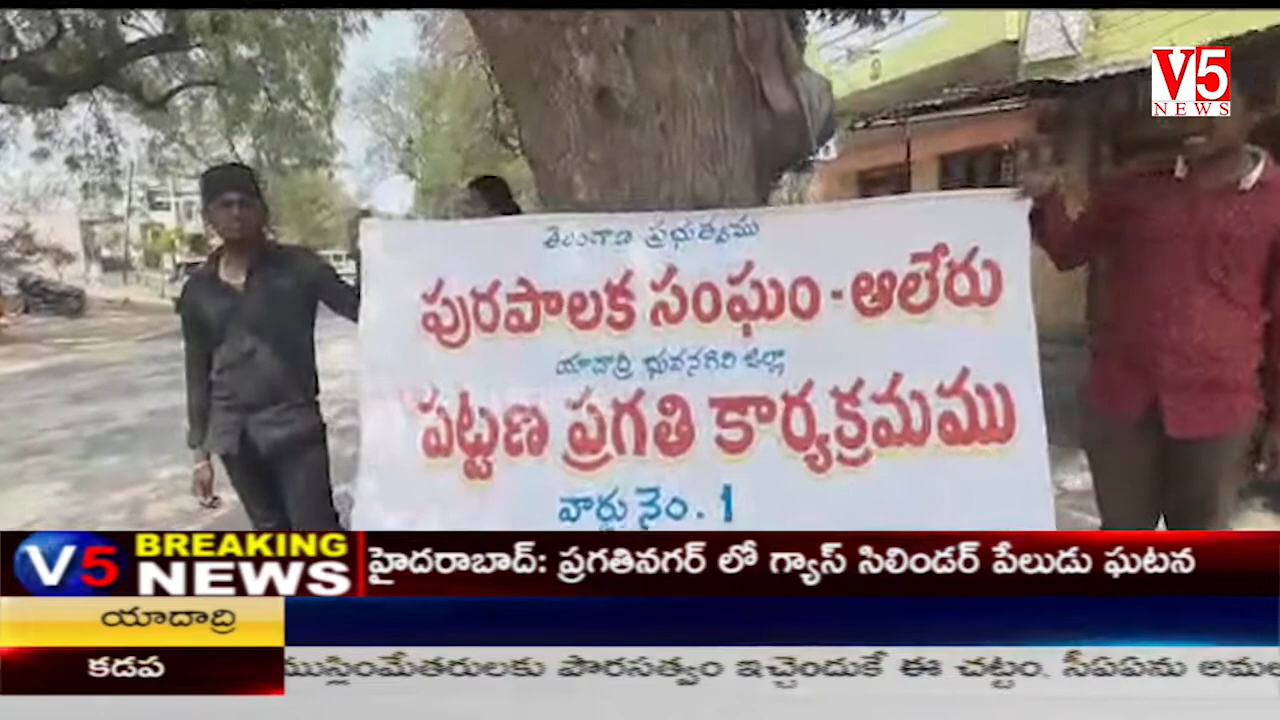 V5
NEWS
తెలంగాణ ప్రభుత్వము
పురపాలక సంఘం - ఆలేరు
యాదాద్రి భువనగిరి జిల్లా
పట్టణ ప్రగతి కార్యక్రమము
వార్డు నెం. 1
V5 BREAKING NEWS
హైదరాబాద్: ప్రగతినగర్ లో గ్యాస్ సిలిండర్ పేలుడు ఘటన
యాదాద్రి
కడప
ముస్లిమేతరులకు పౌరసత్వం ఇచ్చెందుకే ఈ చట్టం. సీఏఏను